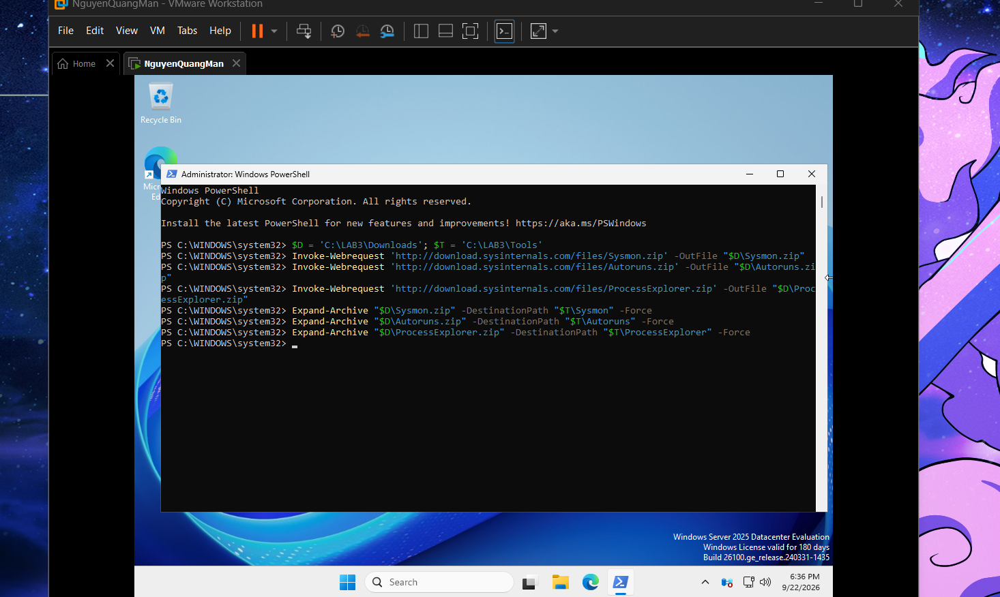 NguyenQuangMan - VMware Workstation
File Edit View VM Tabs Help
Home NguyenQuangMan
Recycle Bin
Micr
Ed
Administrator: Windows PowerShell
Windows PowerShell
Copyright (C) Microsoft Corporation. All rights reserved.
Install the latest PowerShell for new features and improvements! https://aka.ms/PSWindows
PS C:\WINDOWS\system32> $D = 'C:\LAB3\Downloads'; $T = 'C:\LAB3\Tools'
PS C:\WINDOWS\system32> Invoke-Webrequest 'http://download.sysinternals.com/files/Sysmon.zip' -OutFile "$D\Sysmon.zip"
PS C:\WINDOWS\system32> Invoke-Webrequest 'http://download.sysinternals.com/files/Autoruns.zip' -OutFile "$D\Autoruns.zi
p"
PS C:\WINDOWS\system32> Invoke-Webrequest 'http://download.sysinternals.com/files/ProcessExplorer.zip' -OutFile "$D\Proc
essExplorer.zip"
PS C:\WINDOWS\system32> Expand-Archive "$D\Sysmon.zip" -DestinationPath "$T\Sysmon" -Force
PS C:\WINDOWS\system32> Expand-Archive "$D\Autoruns.zip" -DestinationPath "$T\Autoruns" -Force
PS C:\WINDOWS\system32> Expand-Archive "$D\ProcessExplorer.zip" -DestinationPath "$T\ProcessExplorer" -Force
PS C:\WINDOWS\system32>
Windows Server 2025 Datacenter Evaluation
Windows License valid for 180 days
Build 26100.ge_release.240331-1435
Search
6:36 PM
9/22/2026